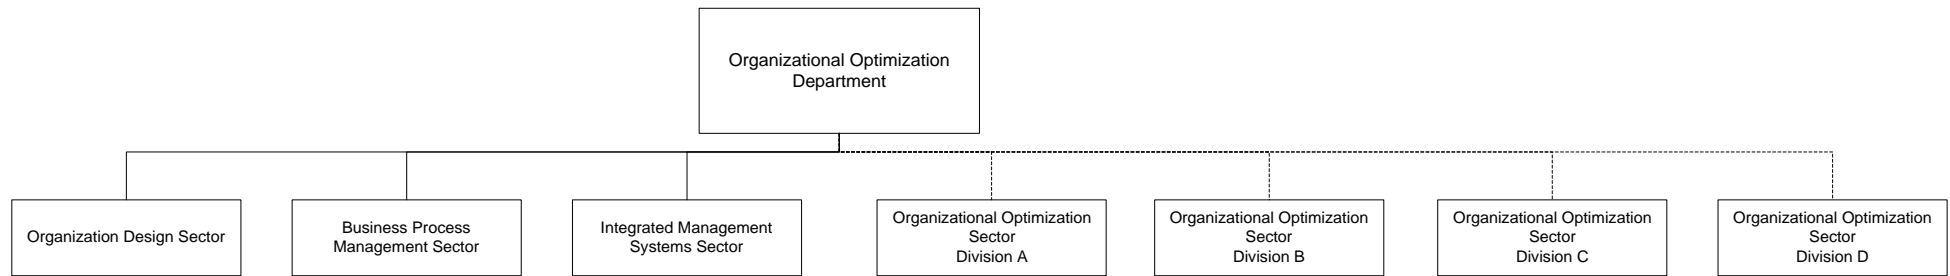 Organizational Optimization
Department
Organization Design Sector
Business Process
Management Sector
Integrated Management
Systems Sector
Organizational Optimization
Sector
Division A
Organizational Optimization
Sector
Division B
Organizational Optimization
Sector
Division C
Organizational Optimization
Sector
Division D